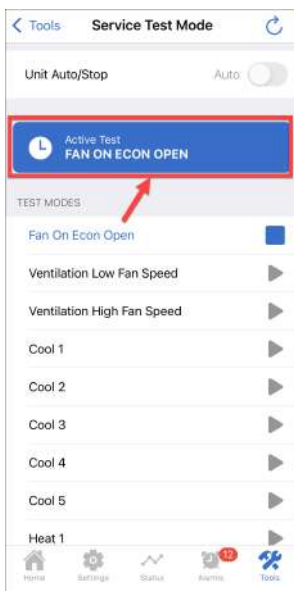 Tools Service Test Mode
Unit Auto/Stop Auto
Active Test
FAN ON ECON OPEN
TEST MODES
Fan On Econ Open
Ventilation Low Fan Speed
Ventilation High Fan Speed
Cool 1
Cool 2
Cool 3
Cool 4
Cool 5
Heat 1
12
Home Settings Status Alarms Tools